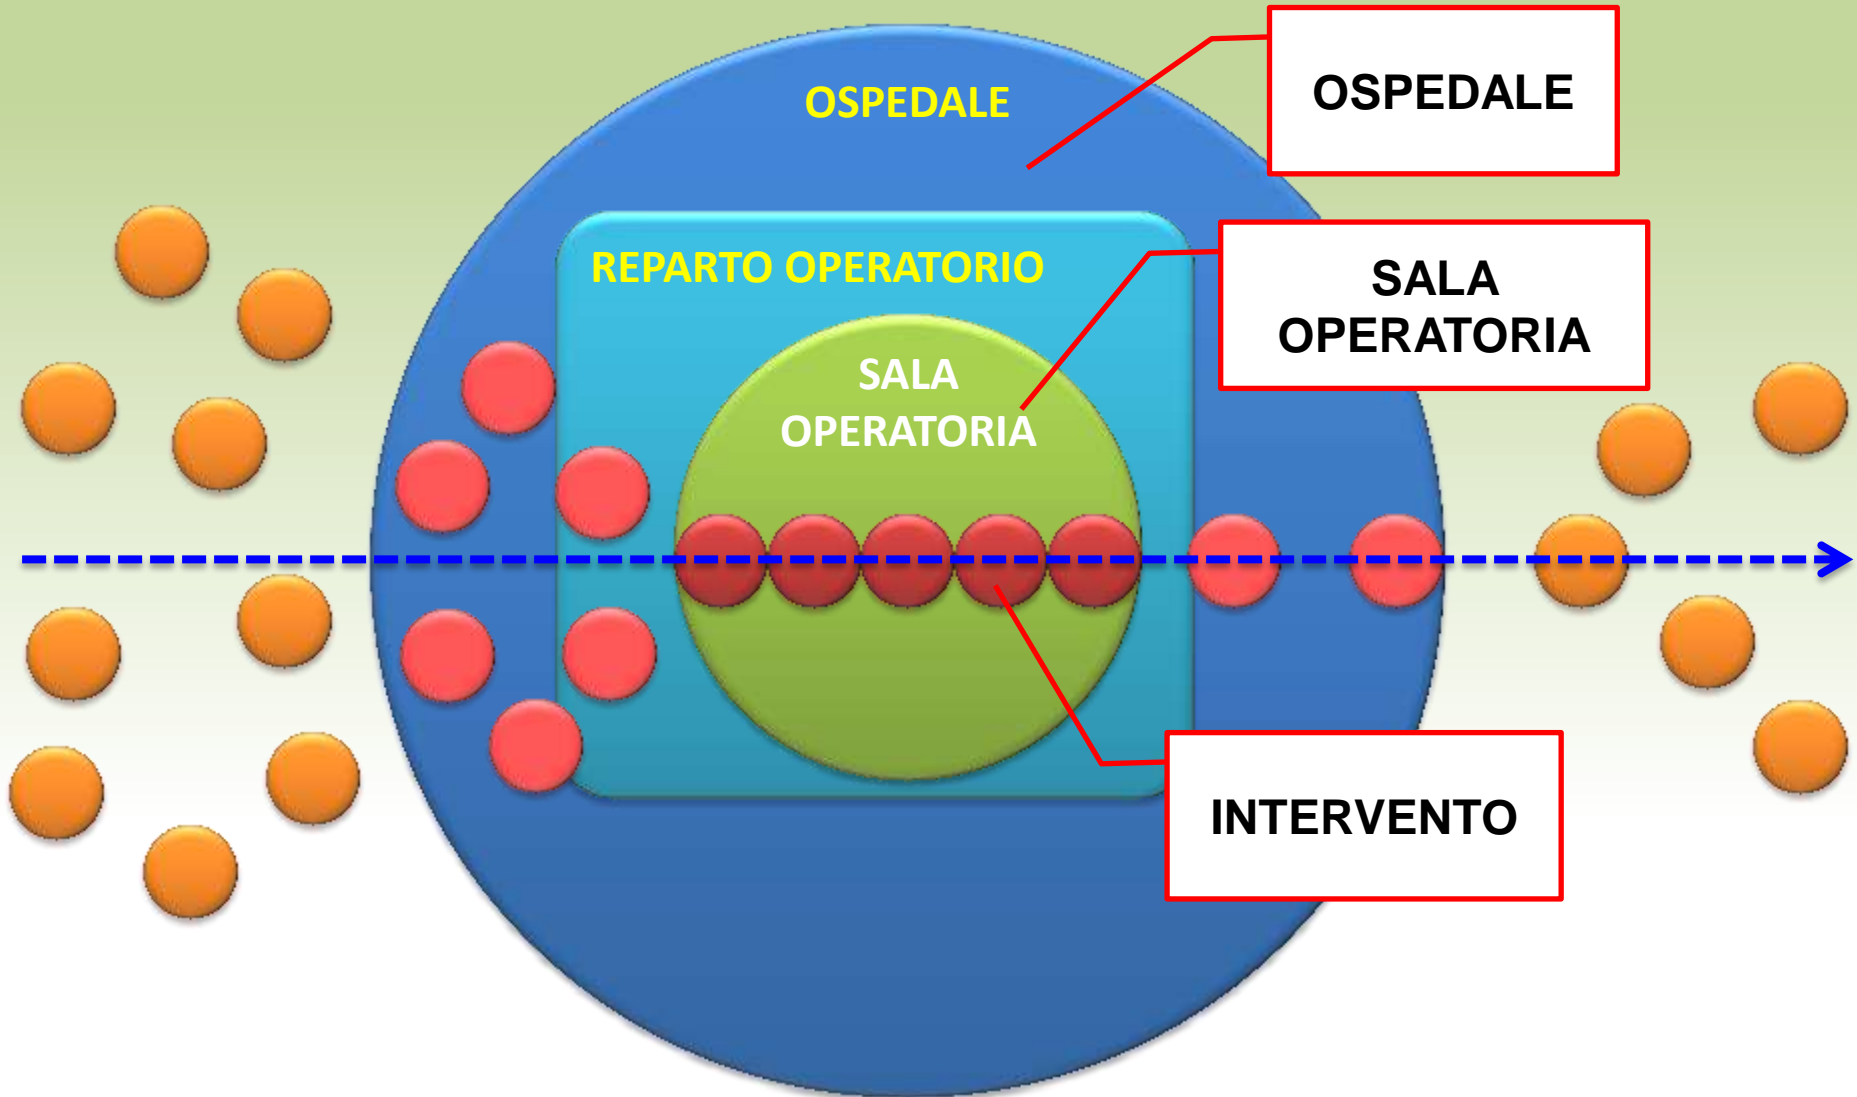 OSPEDALE
OSPEDALE
REPARTO OPERATORIO
SALA
OPERATORIA
SALA
OPERATORIA
INTERVENTO